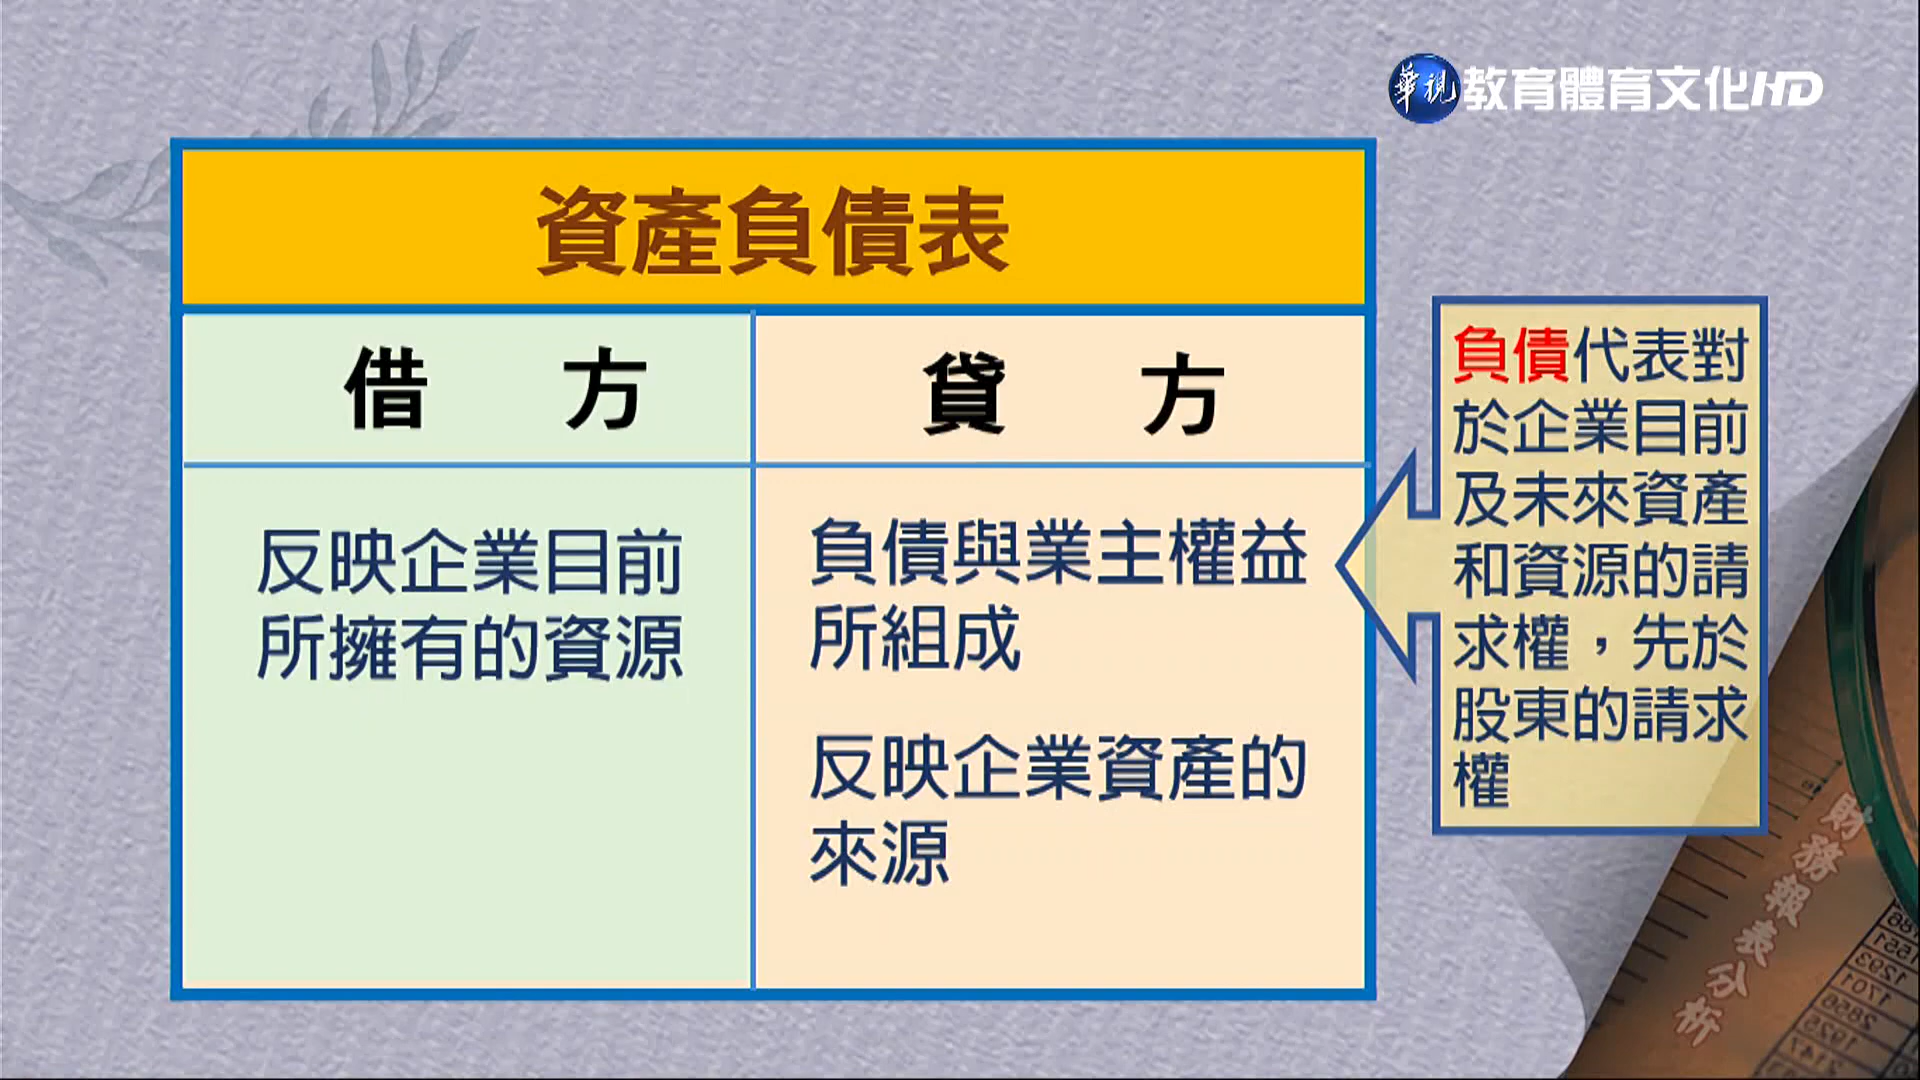 華視 教育體育文化HD
資產負債表
借 方
貸 方
反映企業目前
所擁有的資源
負債與業主權益
所組成
反映企業資產的
來源
負債代表對
於企業目前
及未來資產
和資源的請
求權，先於
股東的請求
權
財務報表分析